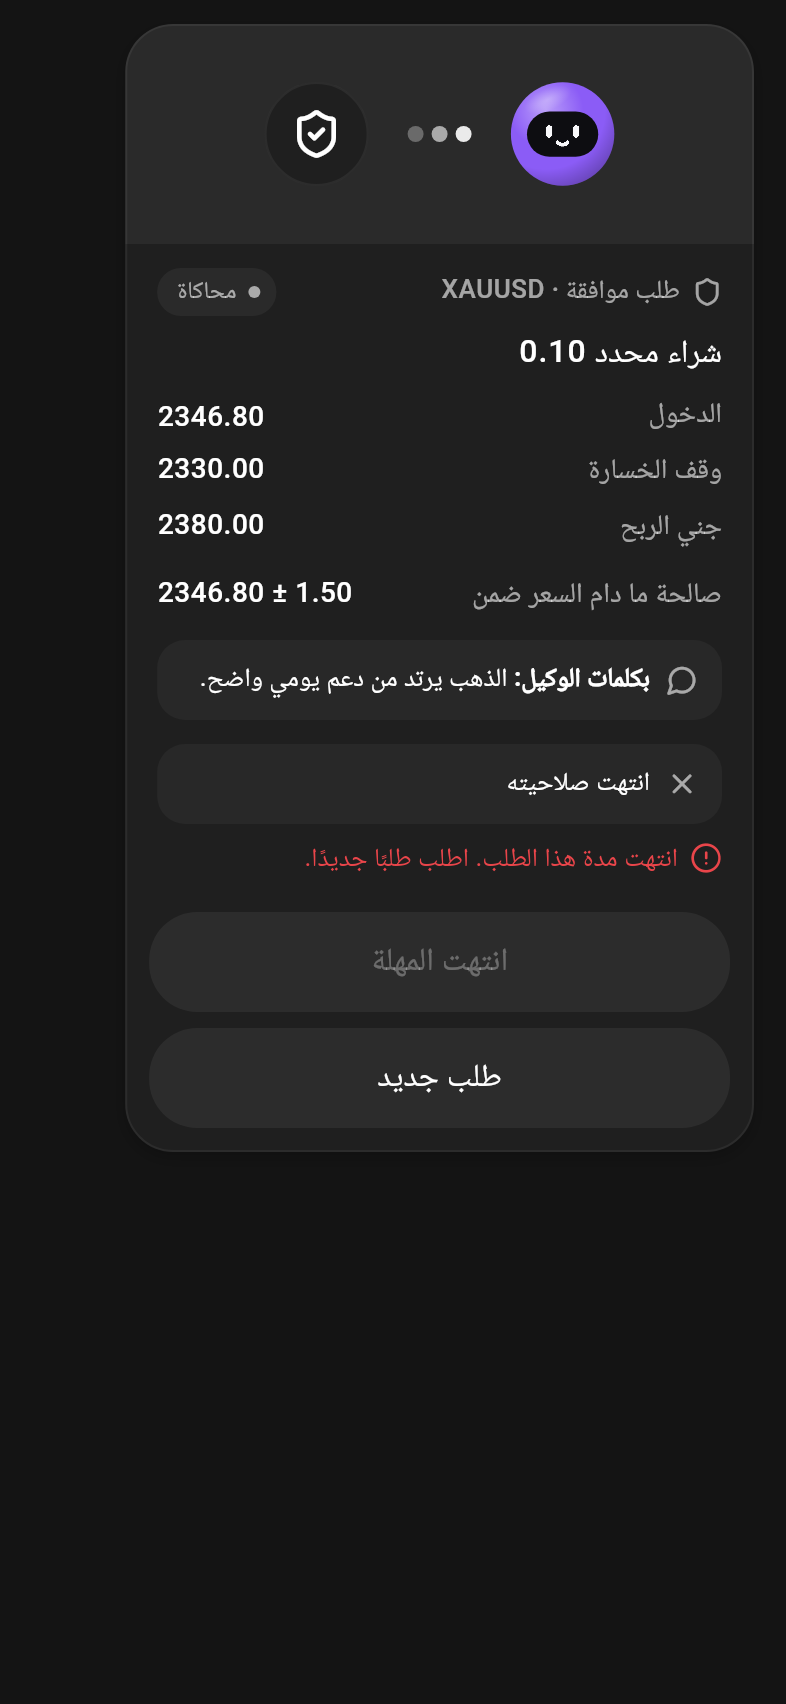 طلب موافقة · XAUUSD
محاكاة
شراء محدد 0.10
الدخول 2346.80
وقف الخسارة 2330.00
جني الربح 2380.00
صالحة ما دام السعر ضمن 2346.80 ± 1.50
بكلمات الوكيل: الذهب يرتد من دعم يومي واضح.
انتهت صلاحيته
انتهت مدة هذا الطلب. اطلب طلبًا جديدًا.
انتهت المهلة
طلب جديد